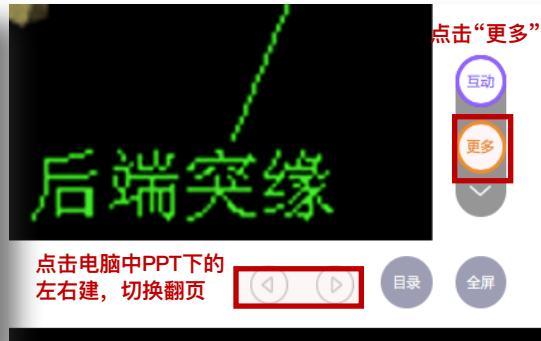 点击“更多”
互动
更多
后端突缘
点击电脑中PPT下的
左右建，切换翻页
目录
全屏